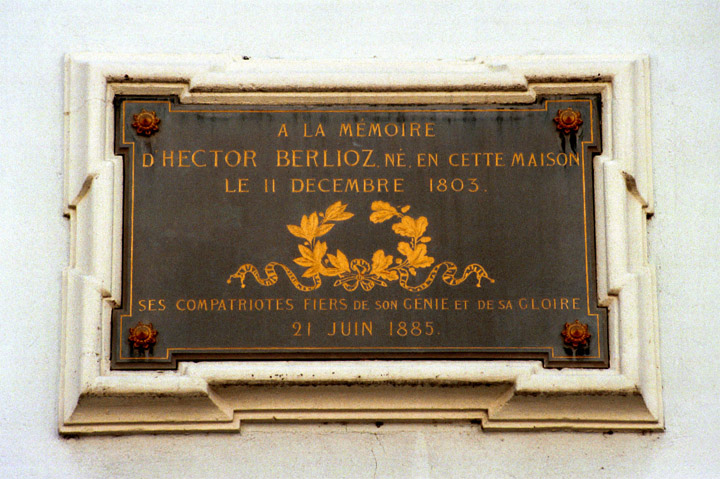 A LA MÉMOIRE
D'HECTOR BERLIOZ, NÉ, EN CETTE MAISON
LE 11 DECEMBRE 1803.
SES COMPATRIOTES FIERS DE SON GENIE ET DE SA GLOIRE
21 JUIN 1885.